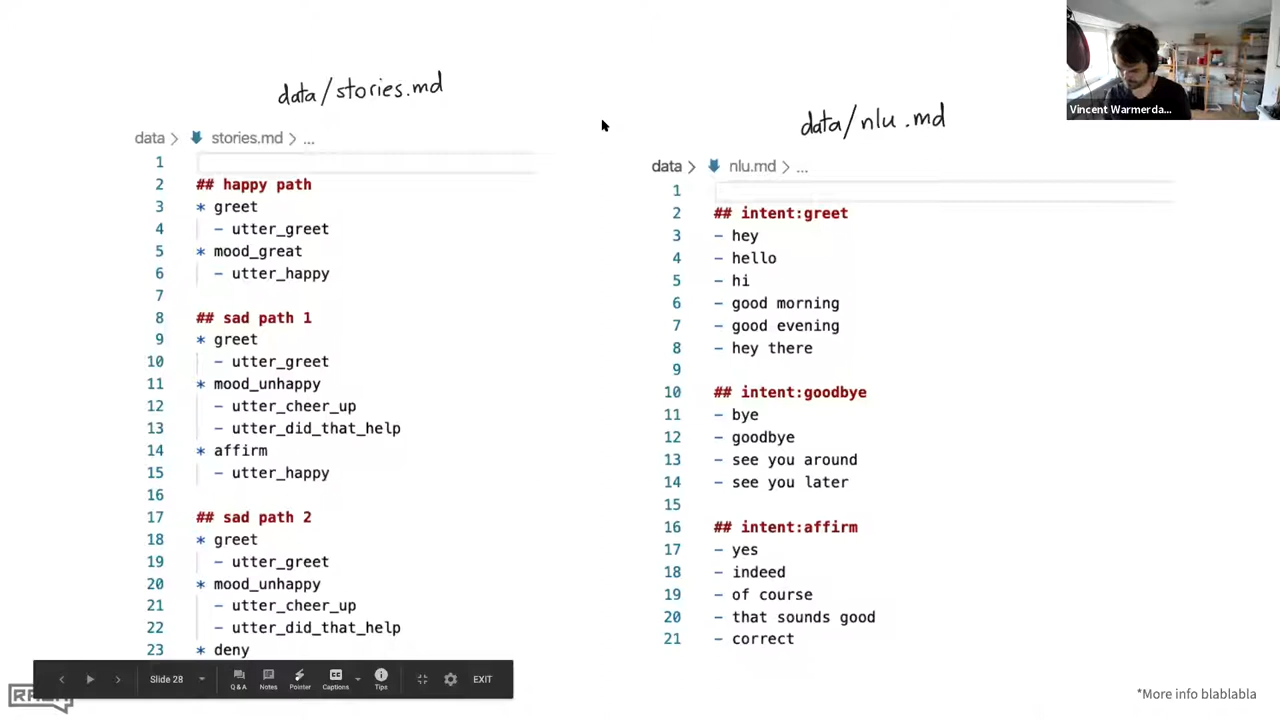 data/stories.md
data > stories.md > ...
1
2 ## happy path
3 * greet
4 - utter_greet
5 * mood_great
6 - utter_happy
7
8 ## sad path 1
9 * greet
10 - utter_greet
11 * mood_unhappy
12 - utter_cheer_up
13 - utter_did_that_help
14 * affirm
15 - utter_happy
16
17 ## sad path 2
18 * greet
19 - utter_greet
20 * mood_unhappy
21 - utter_cheer_up
22 - utter_did_that_help
23 * deny
data/nlu.md
data > nlu.md > ...
1
2 ## intent:greet
3 - hey
4 - hello
5 - hi
6 - good morning
7 - good evening
8 - hey there
9
10 ## intent:goodbye
11 - bye
12 - goodbye
13 - see you around
14 - see you later
15
16 ## intent:affirm
17 - yes
18 - indeed
19 - of course
20 - that sounds good
21 - correct
Vincent Warmerda...
Slide 28
Q & A
Notes
Pointer
CC
Captions
Tips
EXIT
*More info blablabla